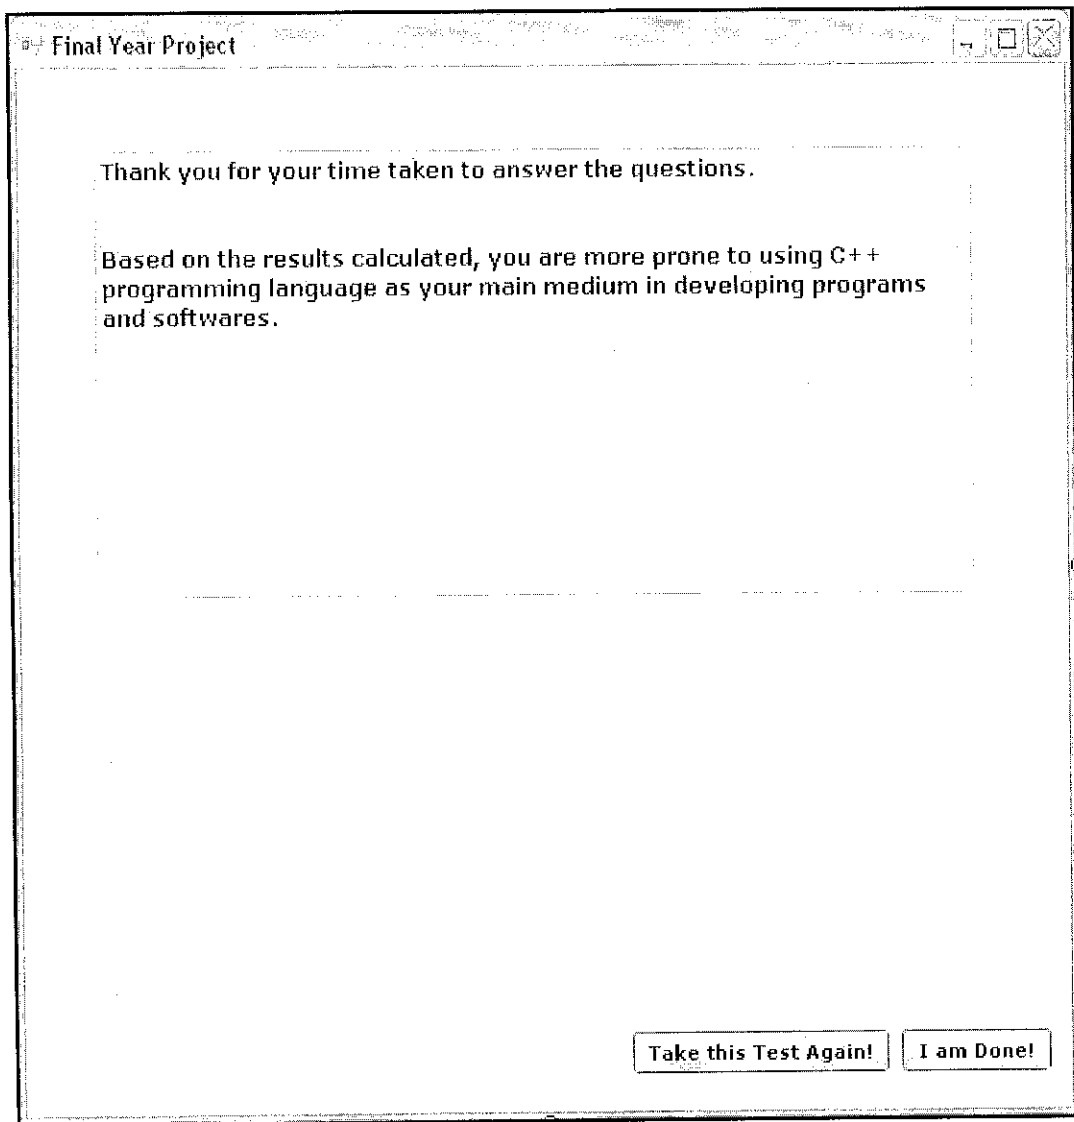 Final Year Project
Thank you for your time taken to answer the questions.
Based on the results calculated, you are more prone to using C++
programming language as your main medium in developing programs
and softwares.
Take this Test Again!
I am Done!